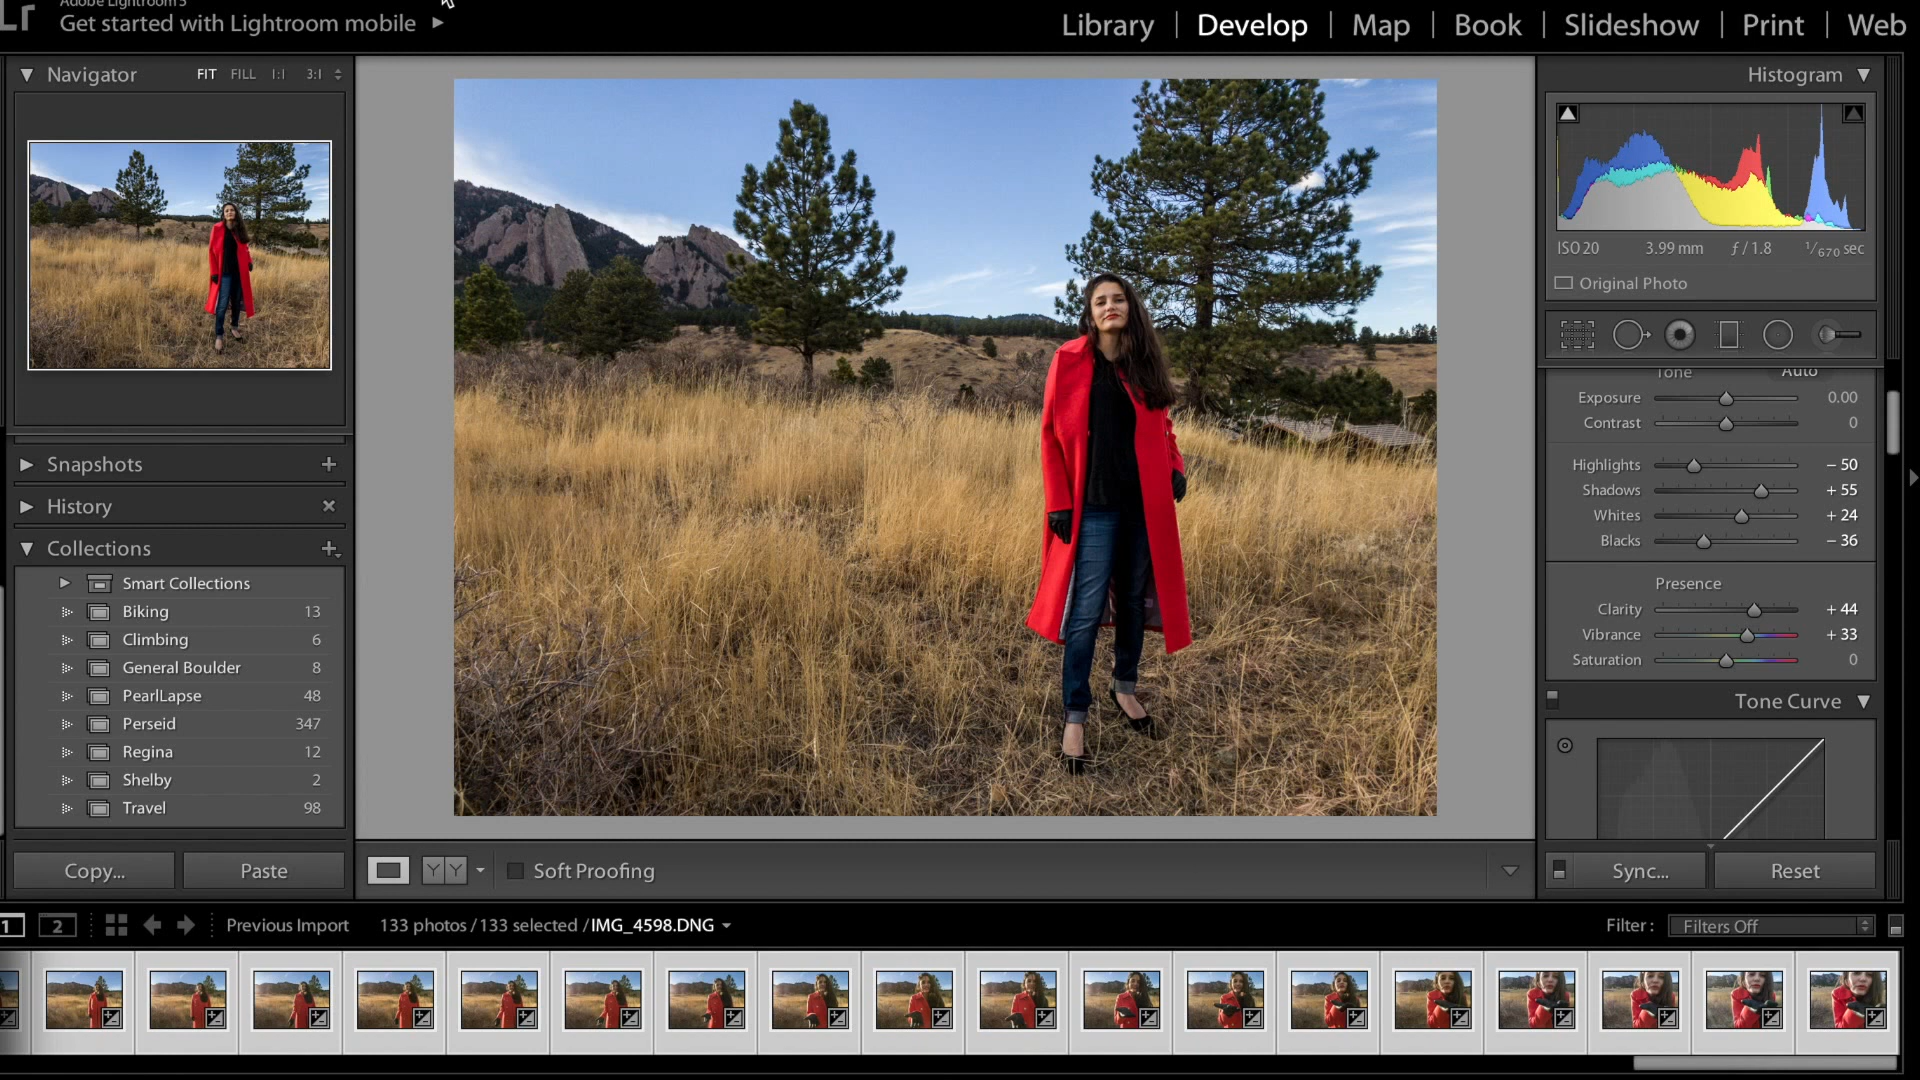 Lr
Adobe Lightroom 5
Get started with Lightroom mobile
Library | Develop | Map | Book | Slideshow | Print | Web
Navigator FIT FILL 1:1 3:1
Histogram
ISO 20 3.99 mm ƒ / 1.8 1/670 sec
Original Photo
Tone Auto
Exposure 0.00
Contrast 0
Highlights – 50
Shadows + 55
Whites + 24
Blacks – 36
Presence
Clarity + 44
Vibrance + 33
Saturation 0
Tone Curve
Snapshots
History
Collections
Smart Collections
Biking 13
Climbing 6
General Boulder 8
PearlLapse 48
Perseid 347
Regina 12
Shelby 2
Travel 98
Copy... Paste
YY Soft Proofing
Sync... Reset
1 2 Previous Import 133 photos / 133 selected / IMG_4598.DNG
Filter : Filters Off